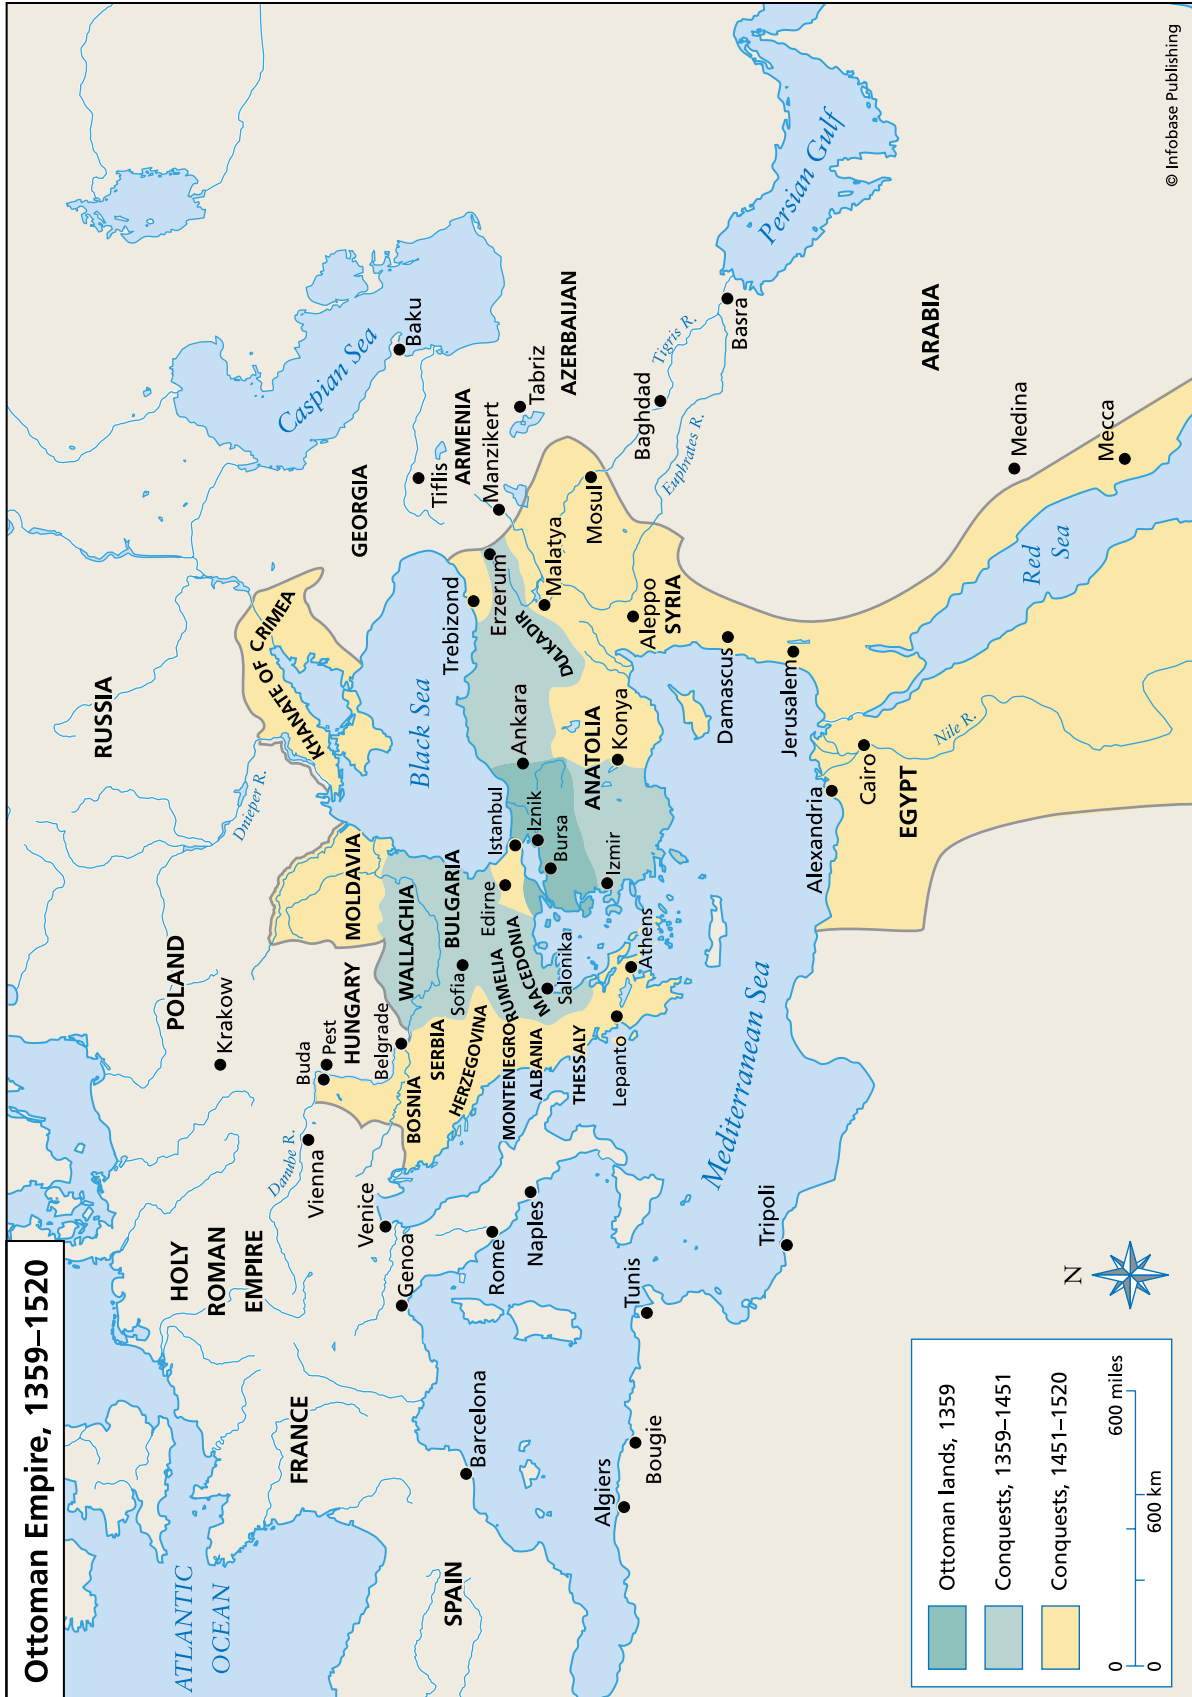 Ottoman Empire, 1359–1520
ATLANTIC
OCEAN
SPAIN
FRANCE
HOLY
ROMAN
EMPIRE
POLAND
RUSSIA
Krakow
Vienna
Danube R.
Buda
Pest
HUNGARY
Belgrade
Venice
Genoa
Rome
Naples
Barcelona
Algiers
Bougie
Tunis
Tripoli
Mediterranean Sea
BOSNIA
SERBIA
HERZEGOVINA
MONTENEGRO
ALBANIA
THESSALY
Lepanto
Athens
RUMELIA
MACEDONIA
Salonika
Sofia
WALLACHIA
BULGARIA
MOLDAVIA
Edirne
Istanbul
Iznik
Bursa
Izmir
ANATOLIA
Ankara
Konya
Dnieper R.
KHANATE OF CRIMEA
Black Sea
Trebizond
Erzerum
DULKADIR
Malatya
Mosul
Manzikert
ARMENIA
Tiflis
GEORGIA
Caspian Sea
Baku
Tabriz
AZERBAIJAN
Aleppo
SYRIA
Damascus
Jerusalem
Alexandria
Cairo
EGYPT
Nile R.
Baghdad
Tigris R.
Euphrates R.
Basra
Persian Gulf
ARABIA
Medina
Mecca
Red
Sea
N
Ottoman lands, 1359
Conquests, 1359–1451
Conquests, 1451–1520
0 600 miles
0 600 km
© Infobase Publishing